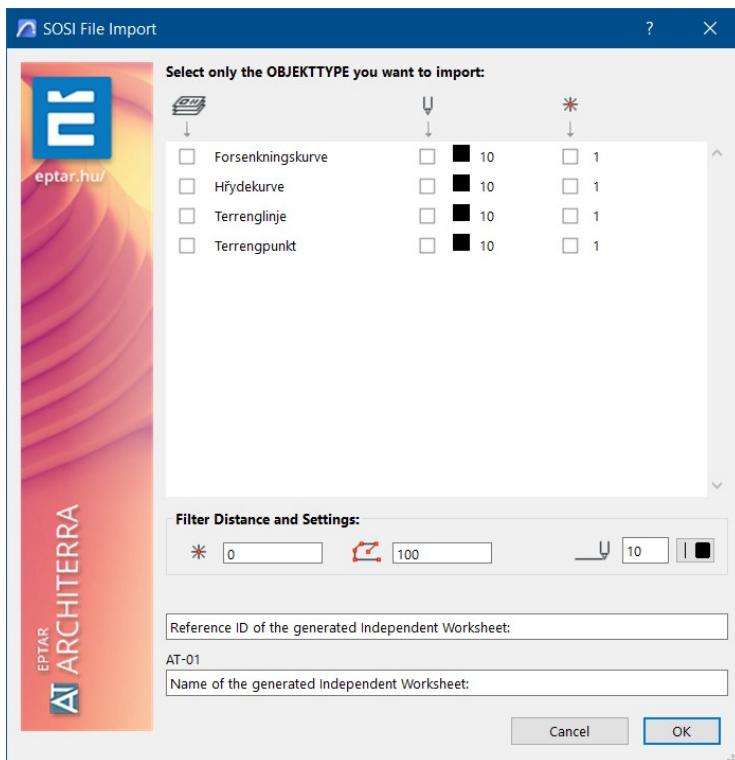 SOSI File Import
?
eptar.hu/
EPTAR
ARCHITERRA
AT
Select only the OBJEKTTYPE you want to import:
Forsenkningskurve 10 1
Hřydekurve 10 1
Terrenglinje 10 1
Terrengpunkt 10 1
Filter Distance and Settings:
0 100 10
Reference ID of the generated Independent Worksheet:
AT-01
Name of the generated Independent Worksheet:
Cancel OK